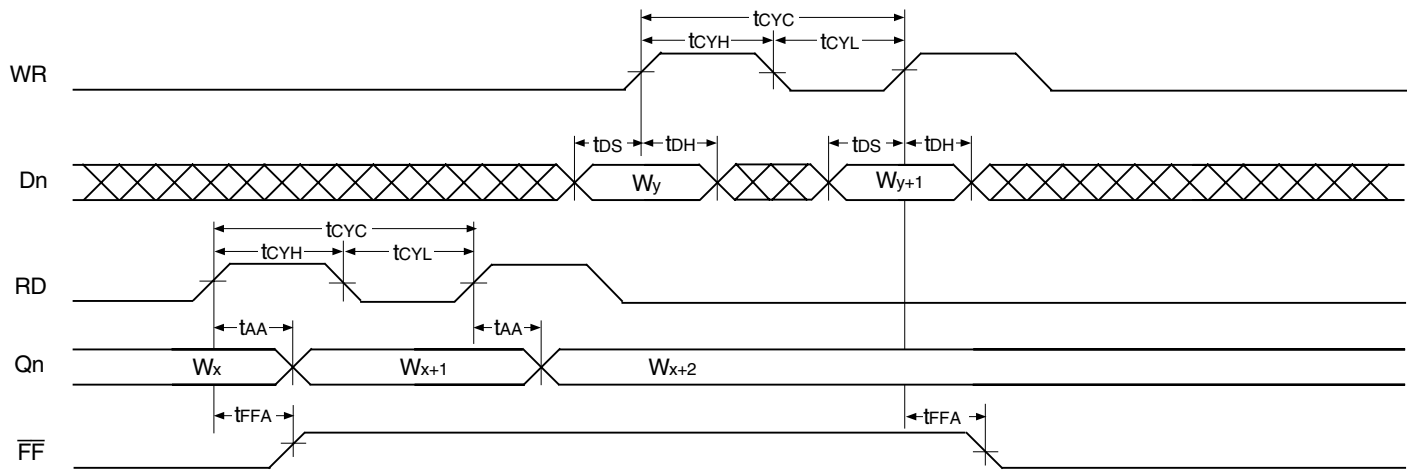 tCYC
tCYH tCYL
WR
tDS tDH tDS tDH
Dn Wy Wy+1
tCYC
tCYH tCYL
RD
tAA tAA
Qn Wx Wx+1 Wx+2
tFFA tFFA
F̅F̅